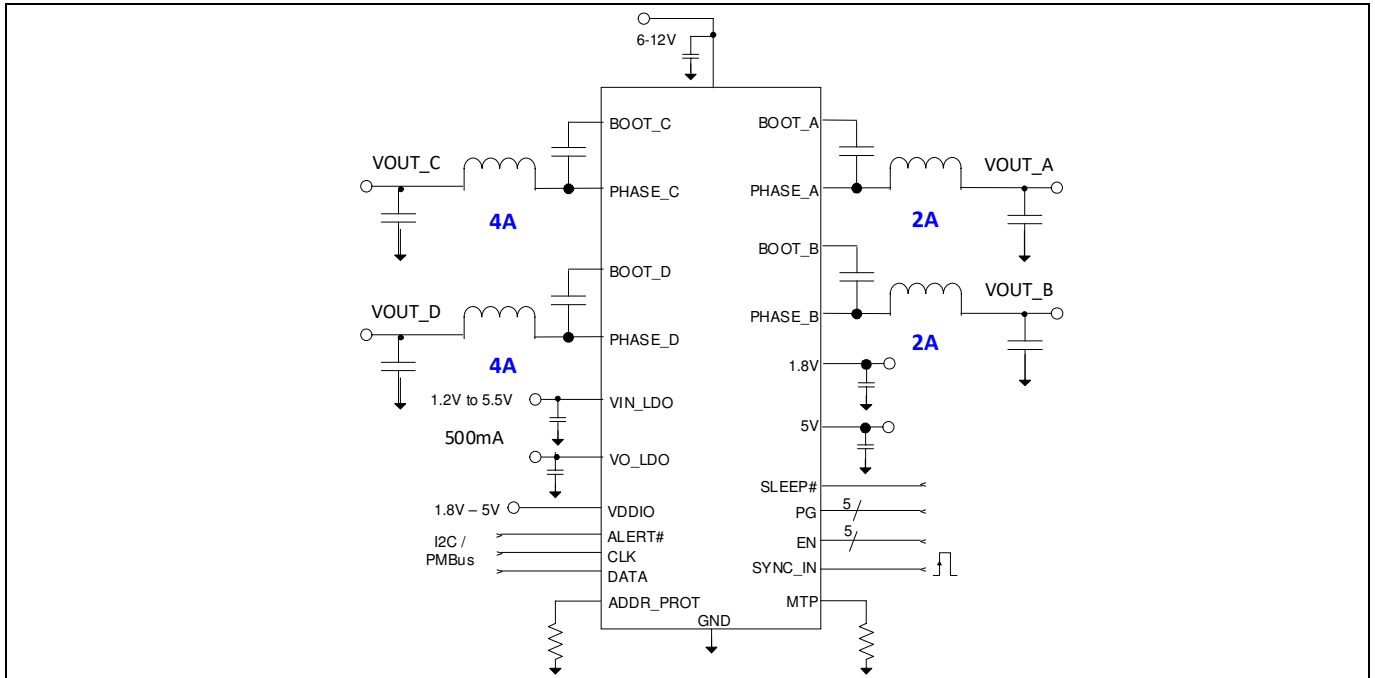 6-12V
BOOT_C
BOOT_A
VOUT_C
VOUT_A
PHASE_C
PHASE_A
4A
2A
BOOT_B
BOOT_D
VOUT_D
VOUT_B
PHASE_B
PHASE_D
4A
2A
1.8V
1.2V to 5.5V
VIN_LDO
5V
500mA
VO_LDO
SLEEP#
1.8V – 5V
VDDIO
5
PG
I2C /
PMBus
ALERT#
5
EN
CLK
DATA
SYNC_IN
ADDR_PROT
MTP
GND